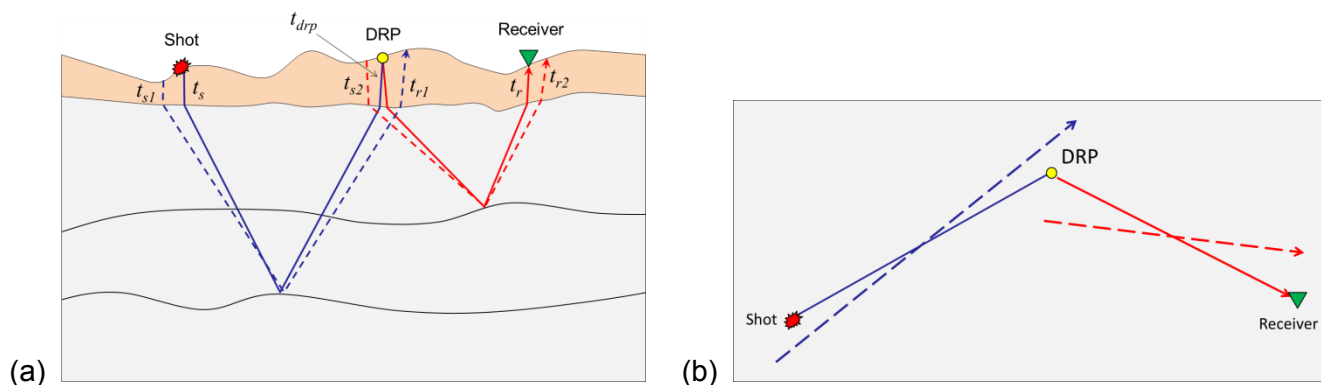 t_drp
Shot
DRP
Receiver
t_s1
t_s
t_s2
t_r1
t_r
t_r2
(a)
DRP
Shot
Receiver
(b)